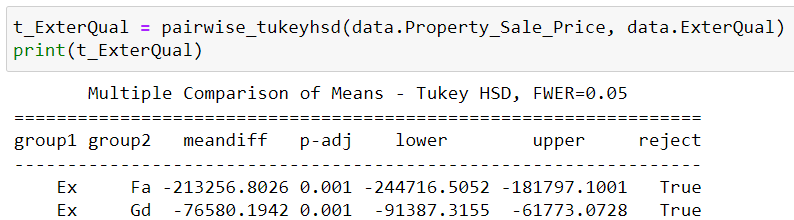 t_ExterQual = pairwise_tukeyhsd(data.Property_Sale_Price, data.ExterQual)
print(t_ExterQual)
Multiple Comparison of Means - Tukey HSD, FWER=0.05
===================================================================
group1 group2 meandiff p-adj lower upper reject
-------------------------------------------------------------------
Ex Fa -213256.8026 0.001 -244716.5052 -181797.1001 True
Ex Gd -76580.1942 0.001 -91387.3155 -61773.0728 True